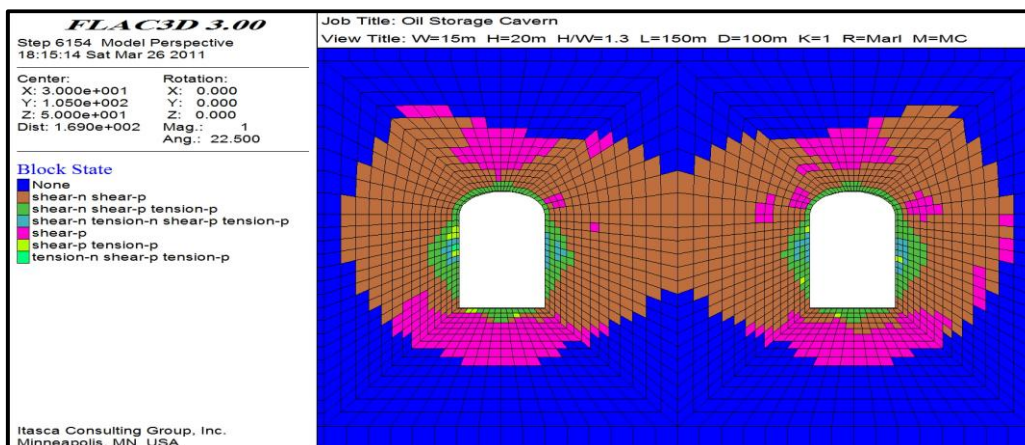 FLAC3D 3.00
Step 6154 Model Perspective
18:15:14 Sat Mar 26 2011
Center:
X: 3.000e+001
Y: 1.050e+002
Z: 5.000e+001
Dist: 1.690e+002
Rotation:
X: 0.000
Y: 0.000
Z: 0.000
Mag.: 1
Ang.: 22.500
Block State
None
shear-n shear-p
shear-n shear-p tension-p
shear-n tension-n shear-p tension-p
shear-p
shear-p tension-p
tension-n shear-p tension-p
Itasca Consulting Group, Inc.
Minneapolis, MN USA
Job Title: Oil Storage Cavern
View Title: W=15m H=20m H/W=1.3 L=150m D=100m K=1 R=Marl M=MC